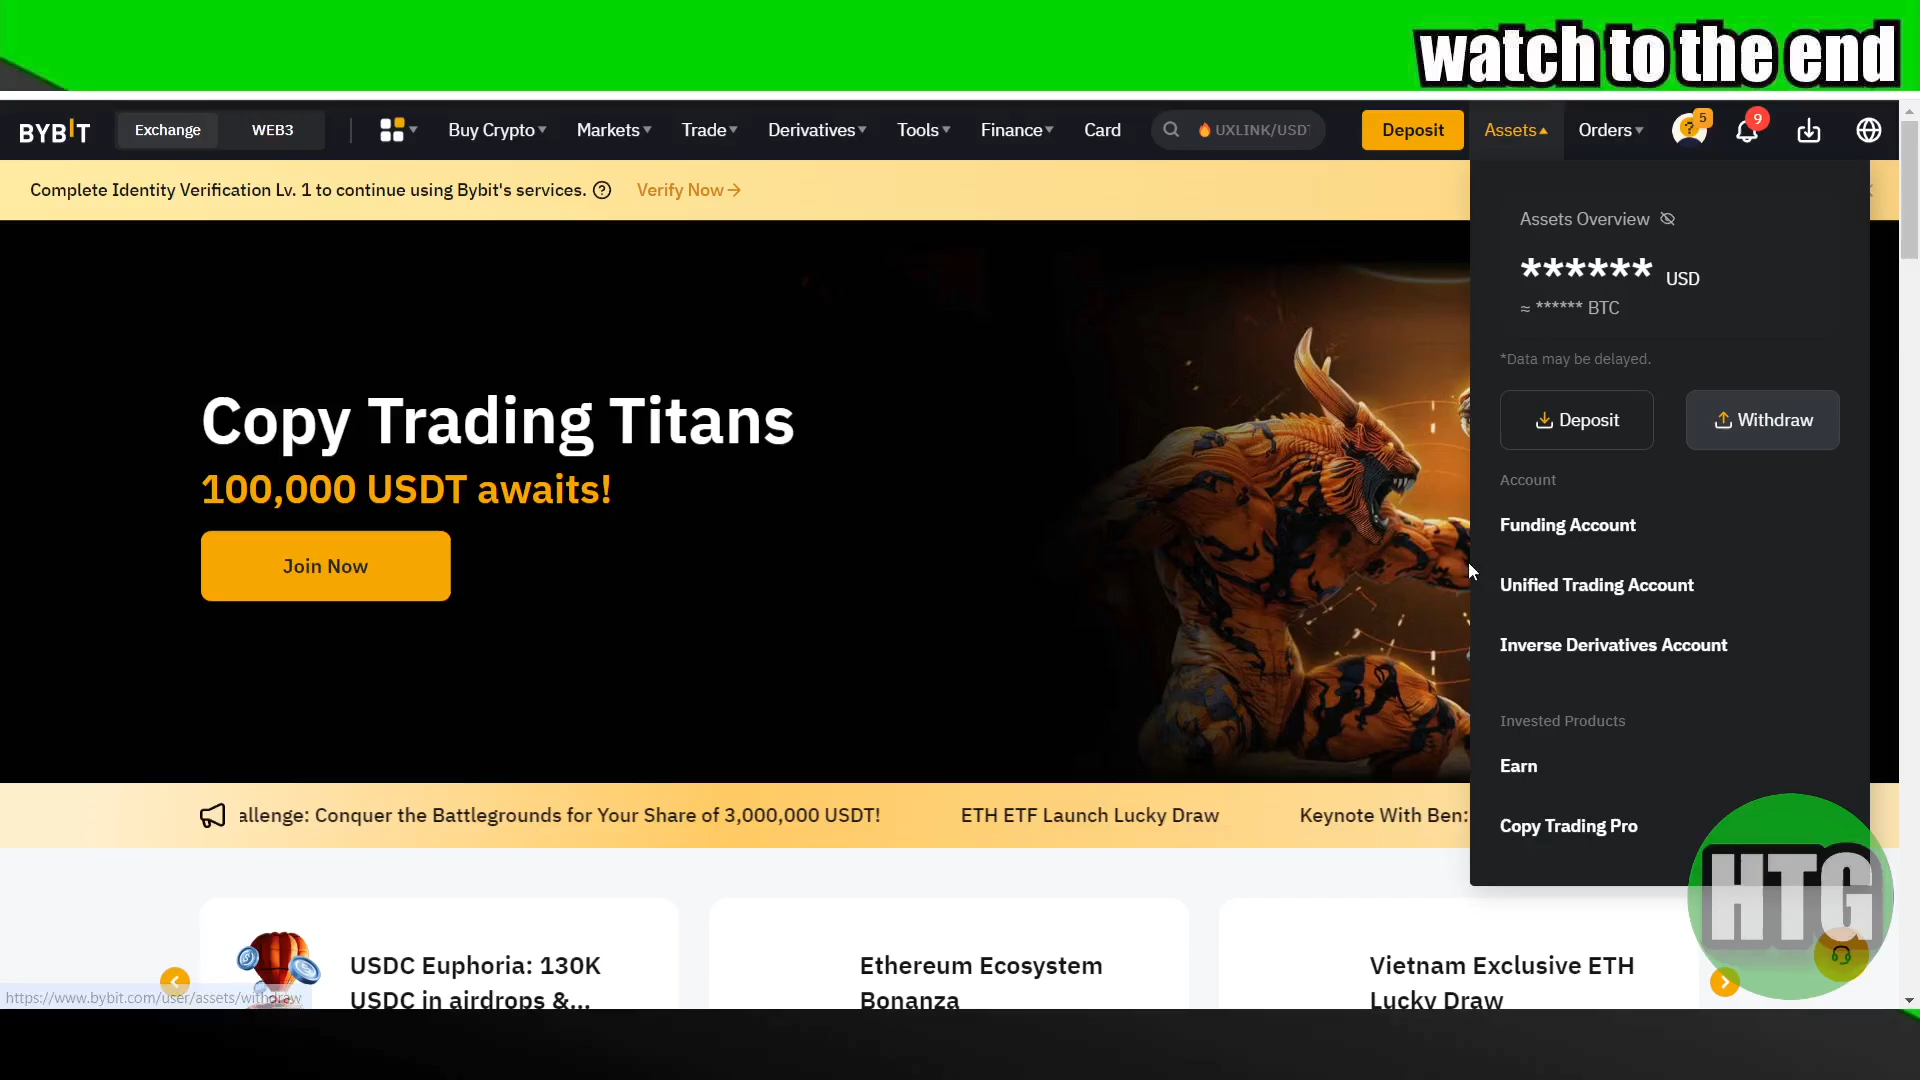 watch to the end
BYBIT
Exchange
WEB3
Buy Crypto
Markets
Trade
Derivatives
Tools
Finance
Card
UXLINK/USDT
Deposit
Assets
Orders
5
9
Complete Identity Verification Lv. 1 to continue using Bybit's services. ?
Verify Now
Assets Overview
****** USD
≈ ****** BTC
*Data may be delayed.
Deposit
Withdraw
Account
Funding Account
Unified Trading Account
Inverse Derivatives Account
Invested Products
Earn
Copy Trading Pro
Copy Trading Titans
100,000 USDT awaits!
Join Now
allenge: Conquer the Battlegrounds for Your Share of 3,000,000 USDT!
ETH ETF Launch Lucky Draw
Keynote With Ben:
USDC Euphoria: 130K
USDC in airdrops &...
Ethereum Ecosystem
Bonanza
Vietnam Exclusive ETH
Lucky Draw
HTG
https://www.bybit.com/user/assets/withdraw